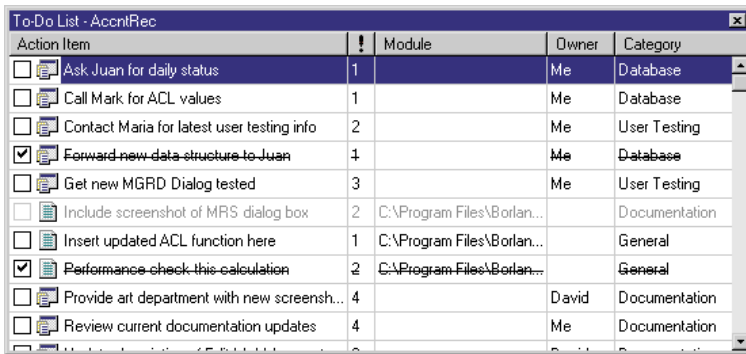 To-Do List - AccntRec
Action Item ! Module Owner Category
Ask Juan for daily status 1 Me Database
Call Mark for ACL values 1 Me Database
Contact Maria for latest user testing info 2 Me User Testing
Forward new data structure to Juan 1 Me Database
Get new MGRD Dialog tested 3 Me User Testing
Include screenshot of MRS dialog box 2 C:\Program Files\Borlan... Documentation
Insert updated ACL function here 1 C:\Program Files\Borlan... General
Performance check this calculation 2 C:\Program Files\Borlan... General
Provide art department with new screensh... 4 David Documentation
Review current documentation updates 4 Me Documentation